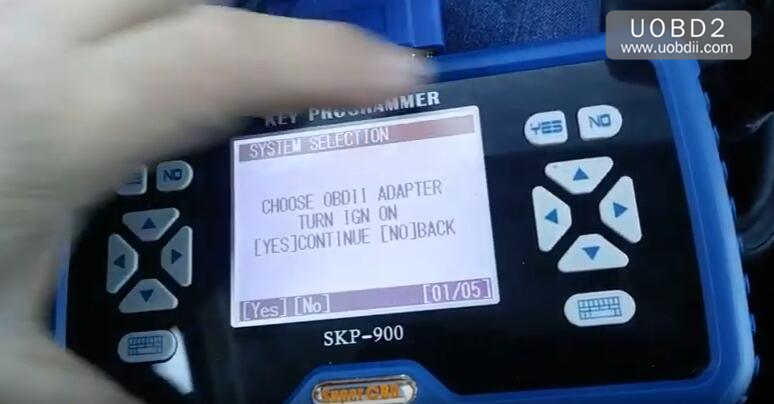 UOBD2
www.uobdii.com
KEY PROGRAMMER
SYSTEM SELECTION
YES NO
NO
CHOOSE OBDII ADAPTER
TURN IGN ON
[YES]CONTINUE [NO]BACK
[Yes] [No] [01/05]
SKP-900